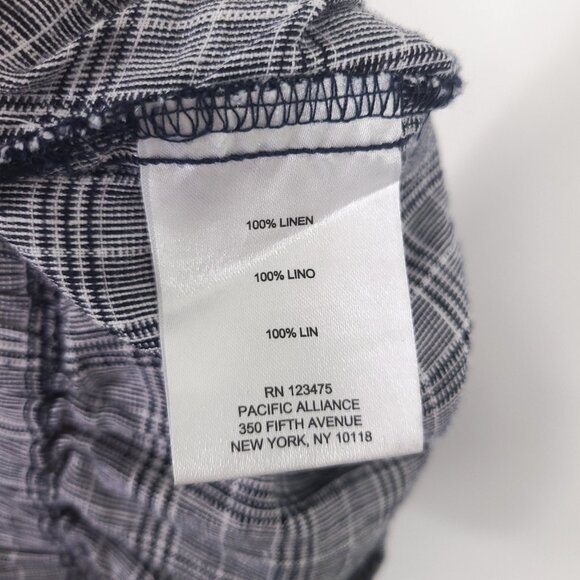 100% LINEN
100% LINO
100% LIN
RN 123475
PACIFIC ALLIANCE
350 FIFTH AVENUE
NEW YORK, NY 10118